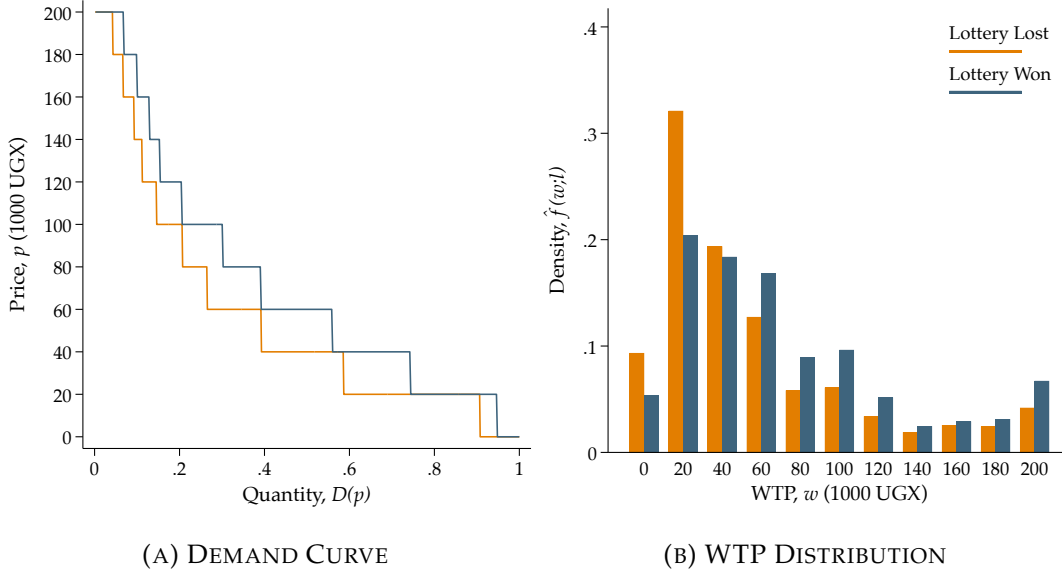 200
180
160
140
120
100
80
60
40
20
0
Price, p (1000 UGX)
0 .2 .4 .6 .8 1
Quantity, D(p)
(A) DEMAND CURVE
.4
.3
.2
.1
0
Density, f̂(w;l)
Lottery Lost
Lottery Won
0 20 40 60 80 100 120 140 160 180 200
WTP, w (1000 UGX)
(B) WTP DISTRIBUTION